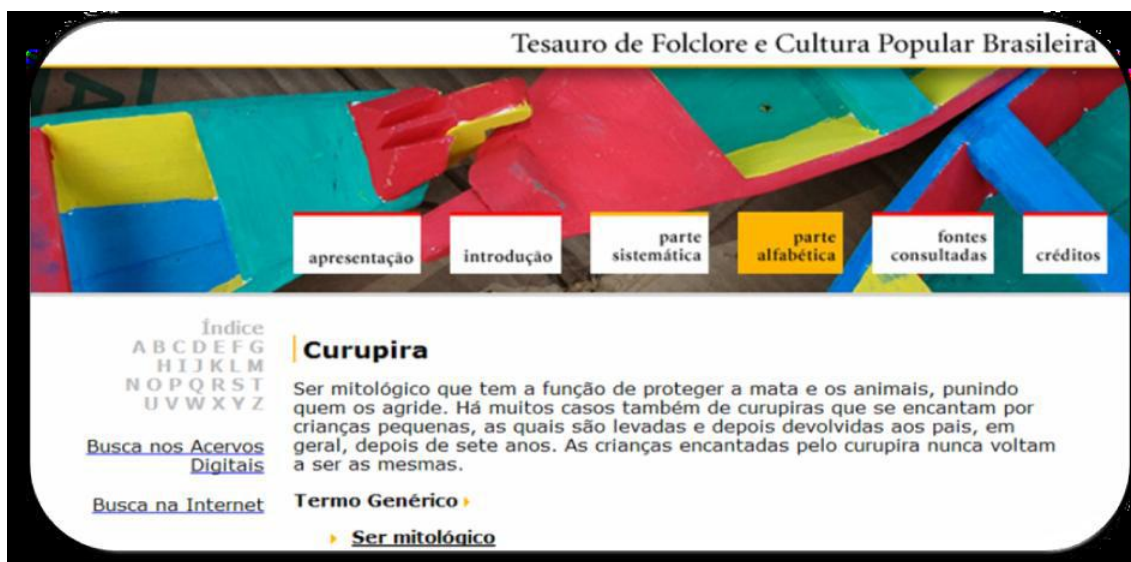 Tesauro de Folclore e Cultura Popular Brasileira
apresentação
introdução
parte
sistemática
parte
alfabética
fontes
consultadas
créditos
Índice
A B C D E F G
H I J K L M
N O P Q R S T
U V W X Y Z
Busca nos Acervos
Digitais
Busca na Internet
Curupira
Ser mitológico que tem a função de proteger a mata e os animais, punindo
quem os agride. Há muitos casos também de curupiras que se encantam por
crianças pequenas, as quais são levadas e depois devolvidas aos pais, em
geral, depois de sete anos. As crianças encantadas pelo curupira nunca voltam
a ser as mesmas.
Termo Genérico
Ser mitológico